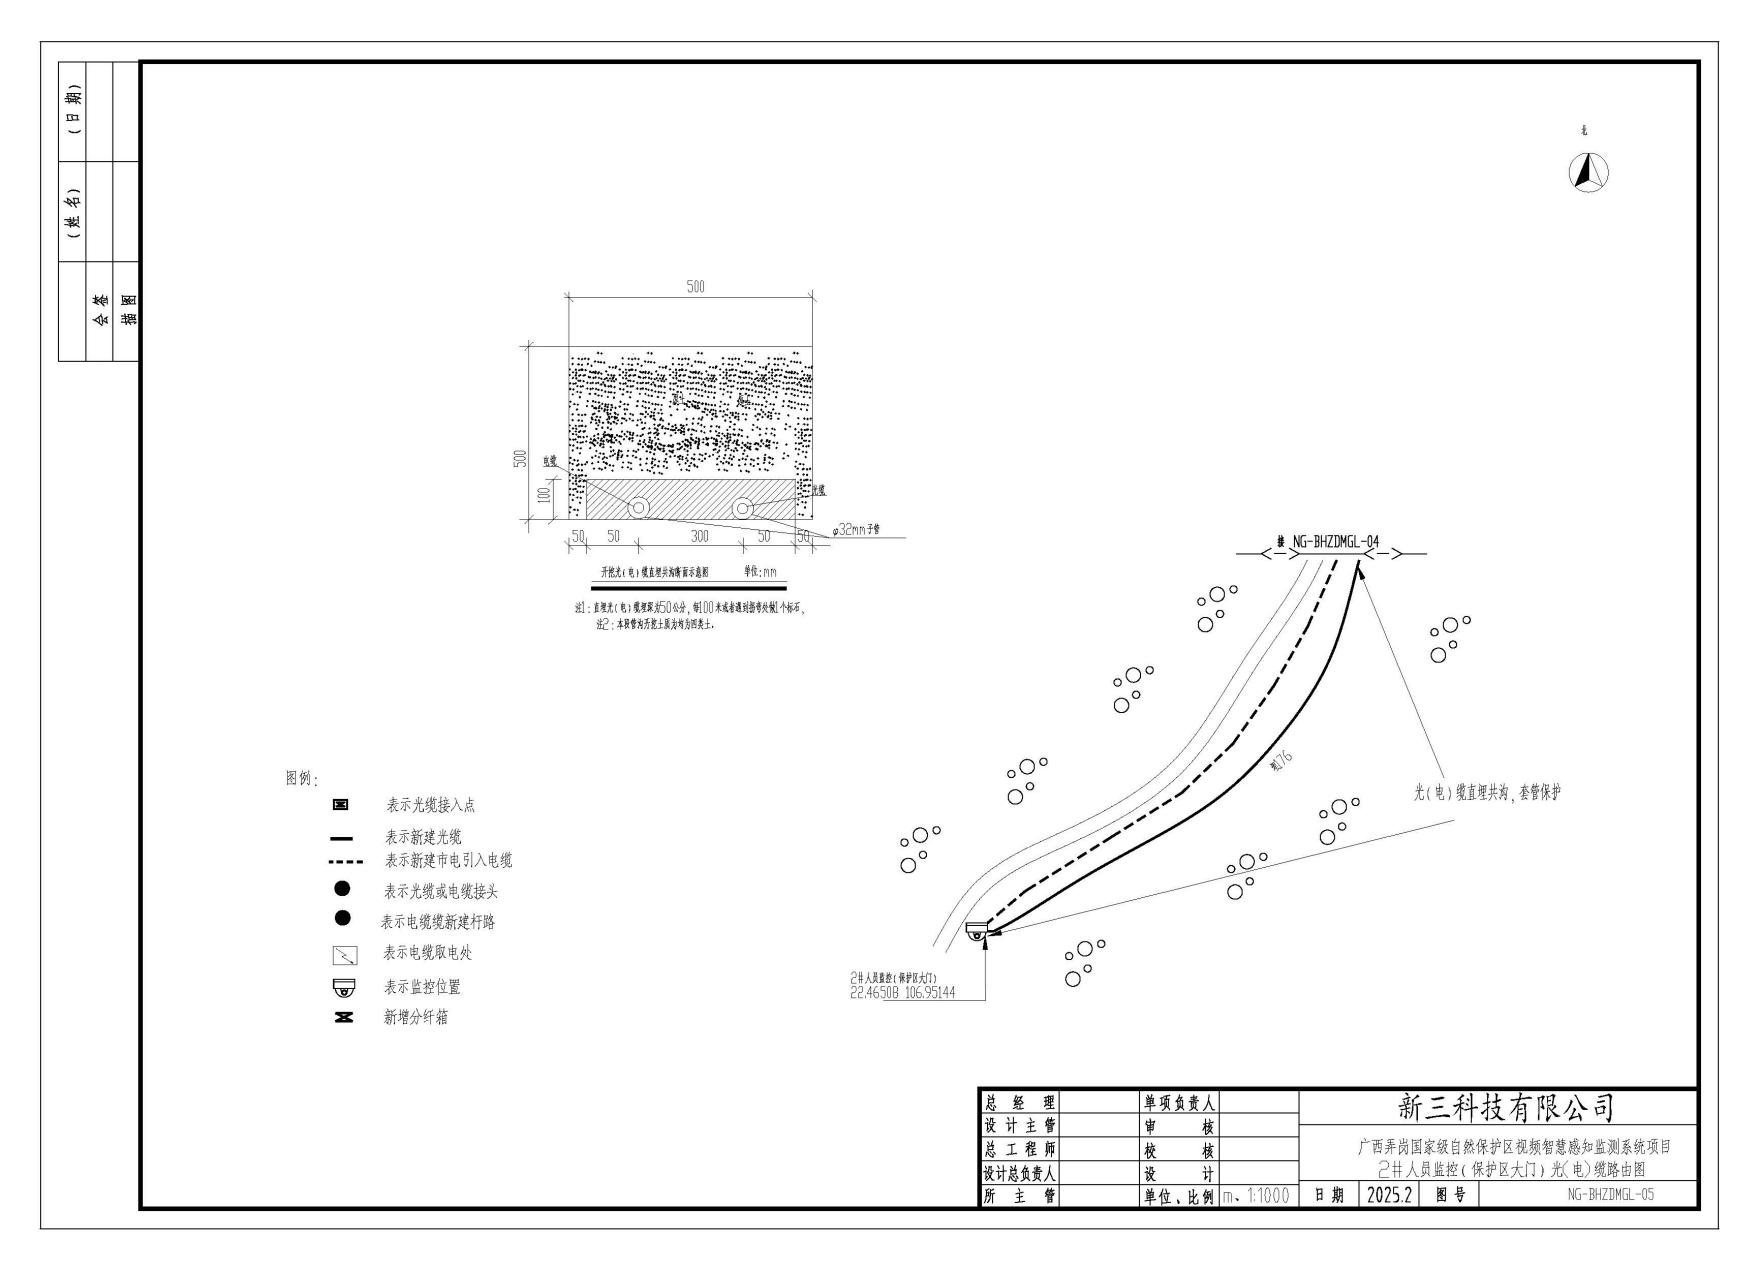 (日期)
(姓名)
会签
描图
北
500
500
100
电缆
原土
光缆
φ32mm子管
50 50 300 50 50
开挖光(电)缆直埋共沟断面示意图 单位:mm
注1:直埋光(电)缆埋深为50公分,每100米或者遇到拐弯处做1个标石,
注2:本段管沟开挖土质为均为四类土.
图例:
表示光缆接入点
表示新建光缆
表示新建市电引入电缆
表示光缆或电缆接头
表示电缆缆新建杆路
表示电缆取电处
表示监控位置
新增分纤箱
接 NG-BHZDMGL-04
176
光(电)缆直埋共沟,套管保护
2#人员监控(保护区大门)
22.46508 106.95144
总经理 单项负责人
设计主管 审核
总工程师 校核
设计总负责人 设计
所主管 单位、比例 m、1:1000
新三科技有限公司
广西弄岗国家级自然保护区视频智慧感知监测系统项目
2#人员监控(保护区大门)光(电)缆路由图
日期 2025.2 图号 NG-BHZDMGL-05